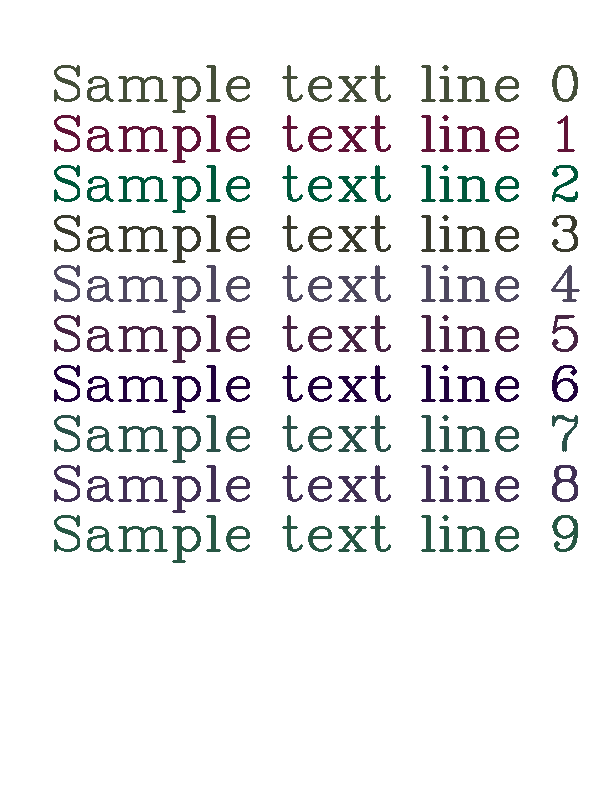 Sample text line 0
Sample text line 1
Sample text line 2
Sample text line 3
Sample text line 4
Sample text line 5
Sample text line 6
Sample text line 7
Sample text line 8
Sample text line 9